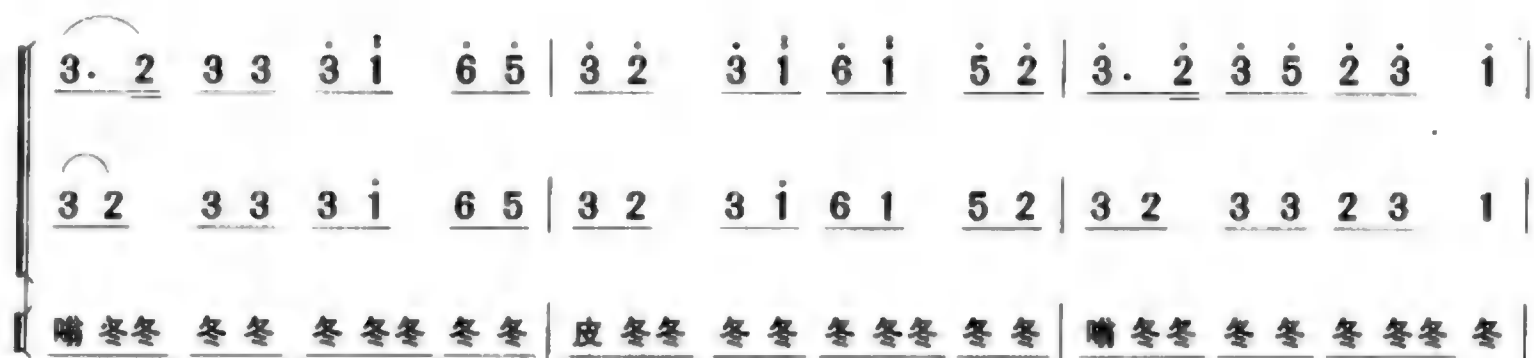 3. 2 3 3 3̇ i̇ 6̇ 5̇ | 3̇ 2̇ 3̇ i̇ 6̇ i̇ 5̇ 2̇ | 3̇. 2̇ 3̇ 5̇ 2̇ 3̇ i |
3 2 3 3 3 i 6 5 | 3 2 3 i 6 1 5 2 | 3 2 3 3 2 3 1 |
冬冬 冬 冬 冬 冬冬 冬 冬 | 皮 冬冬 冬 冬 冬 冬冬 冬 冬 | 冬冬 冬 冬 冬 冬冬 冬 |